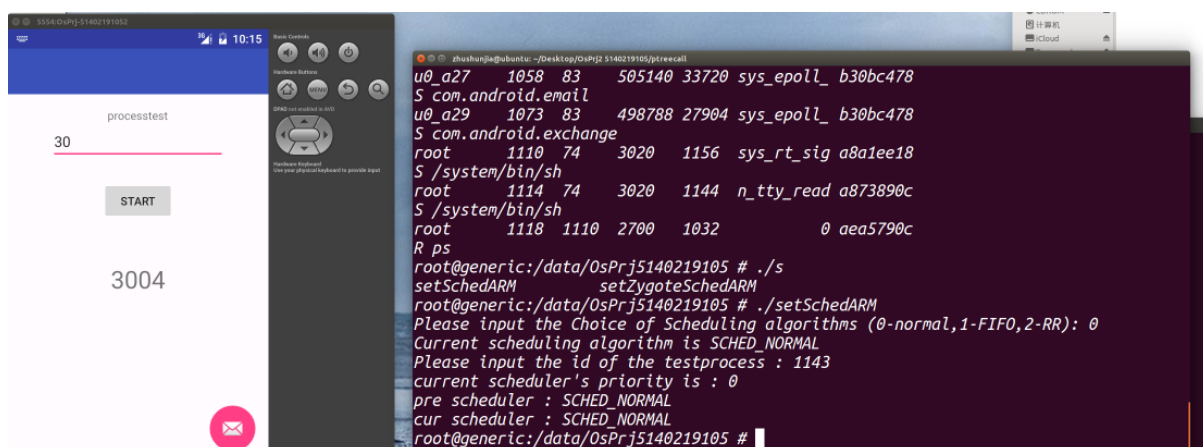 5554:OsPrj-51402191052
3G 10:15
processtest
30
START
3004
Basic Controls
Hardware Buttons
MENU
DPAD not enabled in AVD
Hardware Keyboard
Use your physical keyboard to provide input
计算机
iCloud
zhushunjia@ubuntu: ~/Desktop/OsPrj2 5140219105/ptreecall
u0_a27 1058 83 505140 33720 sys_epoll_ b30bc478
S com.android.email
u0_a29 1073 83 498788 27904 sys_epoll_ b30bc478
S com.android.exchange
root 1110 74 3020 1156 sys_rt_sig a8a1ee18
S /system/bin/sh
root 1114 74 3020 1144 n_tty_read a873890c
S /system/bin/sh
root 1118 1110 2700 1032 0 aea5790c
R ps
root@generic:/data/OsPrj5140219105 # ./s
setSchedARM setZygoteSchedARM
root@generic:/data/OsPrj5140219105 # ./setSchedARM
Please input the Choice of Scheduling algorithms (0-normal,1-FIFO,2-RR): 0
Current scheduling algorithm is SCHED_NORMAL
Please input the id of the testprocess : 1143
current scheduler's priority is : 0
pre scheduler : SCHED_NORMAL
cur scheduler : SCHED_NORMAL
root@generic:/data/OsPrj5140219105 #